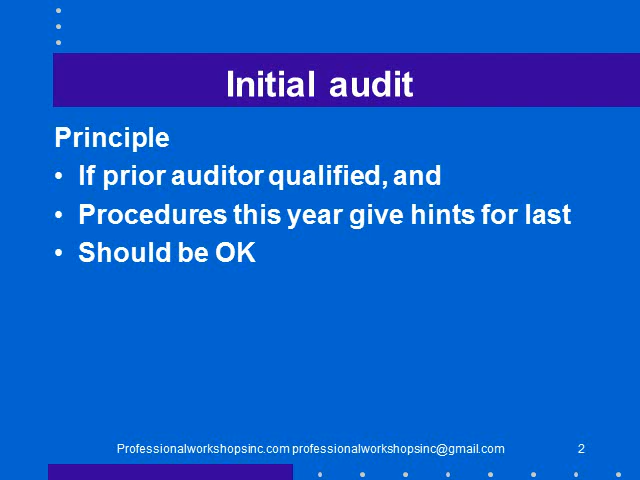 Initial audit
Principle
• If prior auditor qualified, and
• Procedures this year give hints for last
• Should be OK
Professionalworkshopsinc.com professionalworkshopsinc@gmail.com 2